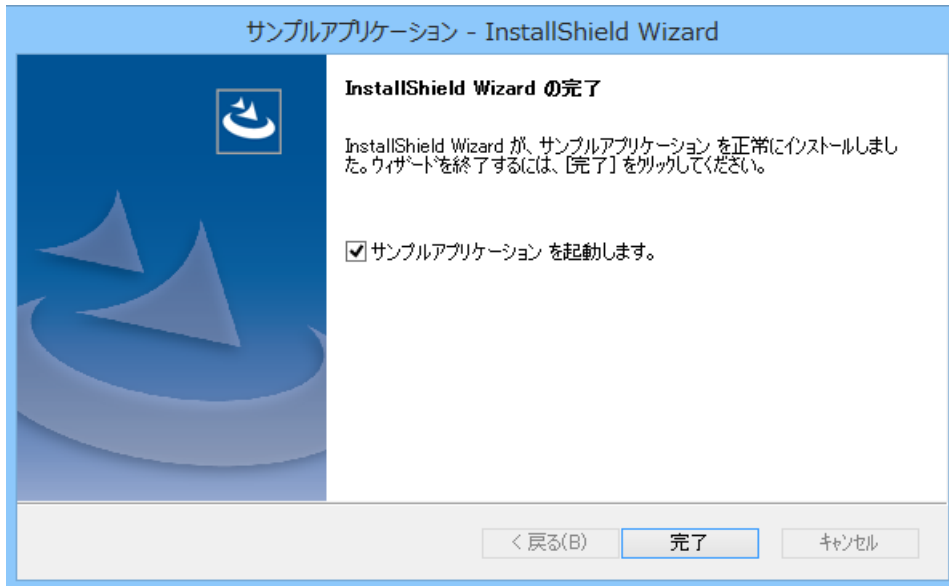 サンプルアプリケーション - InstallShield Wizard
InstallShield Wizard の完了
InstallShield Wizard が、サンプルアプリケーション を正常にインストールしまし
た。ウィザードを終了するには、[完了] をクリックしてください。
サンプルアプリケーション を起動します。
< 戻る(B)
完了
キャンセル